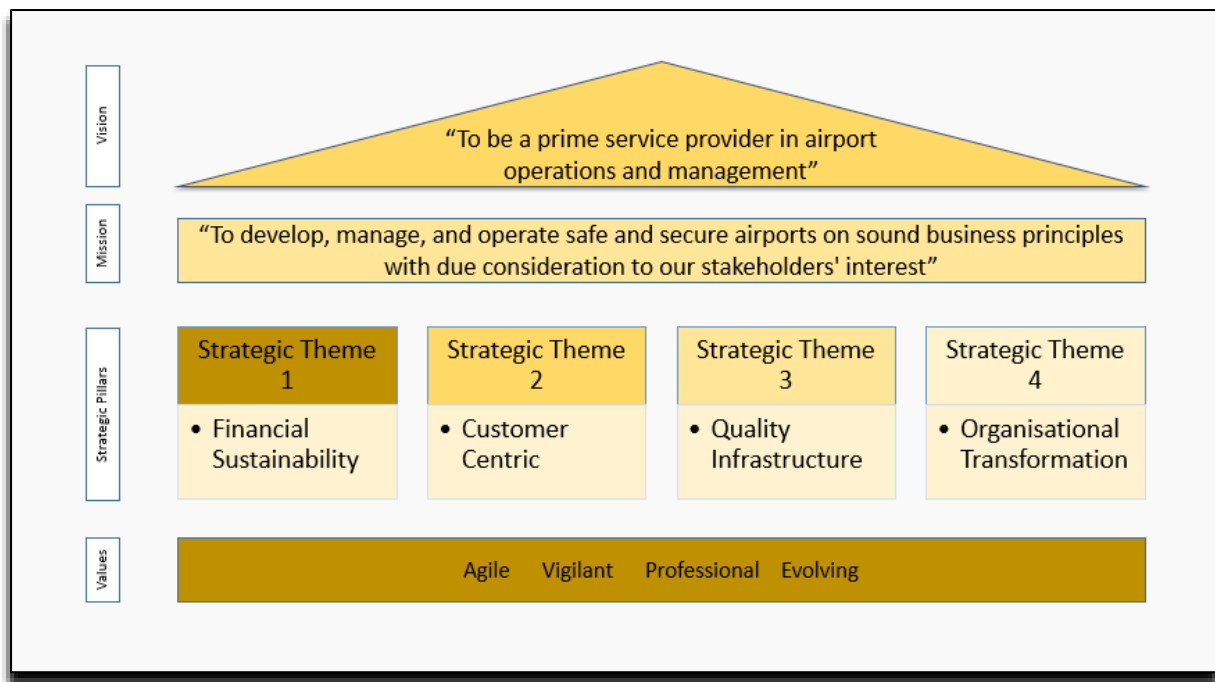 Vision
“To be a prime service provider in airport
operations and management”
Mission
“To develop, manage, and operate safe and secure airports on sound business principles
with due consideration to our stakeholders' interest”
Strategic Pillars
Strategic Theme
1
• Financial
Sustainability
Strategic Theme
2
• Customer
Centric
Strategic Theme
3
• Quality
Infrastructure
Strategic Theme
4
• Organisational
Transformation
Values
Agile Vigilant Professional Evolving